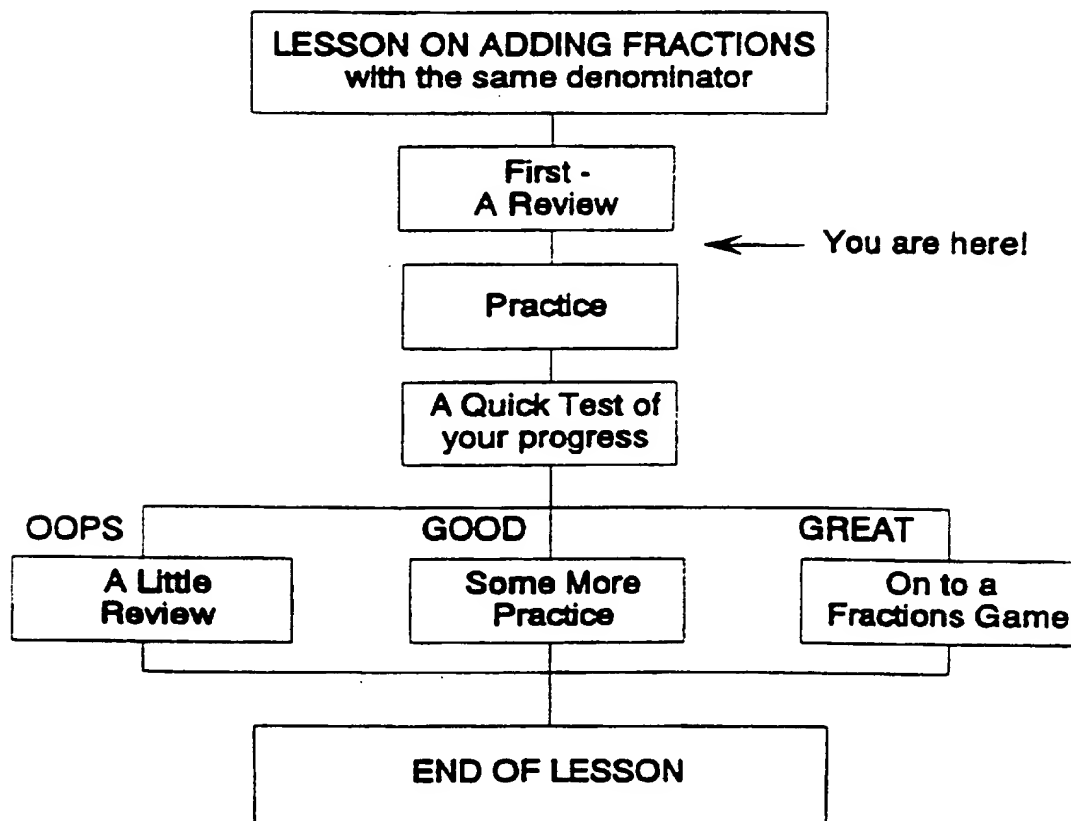 LESSON ON ADDING FRACTIONS
with the same denominator
First -
A Review
You are here!
Practice
A Quick Test of
your progress
OOPS
GOOD
GREAT
A Little
Review
Some More
Practice
On to a
Fractions Game
END OF LESSON